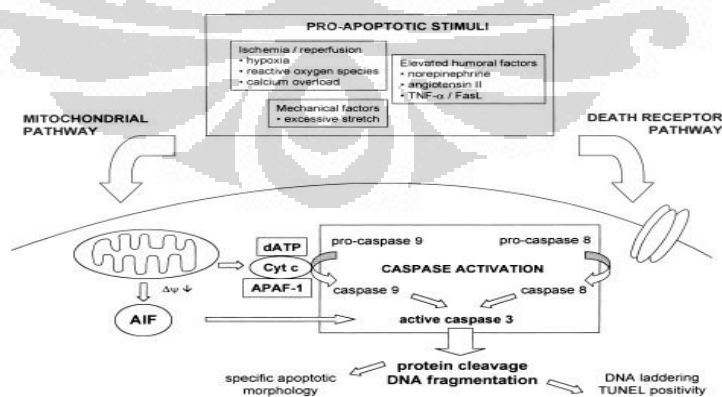 PRO-APOPTOTIC STIMULI
Ischemia / reperfusion
• hypoxia
• reactive oxygen species
• calcium overload
Elevated humoral factors
• norepinephrine
• angiotensin II
• TNF-α / FasL
Mechanical factors
• excessive stretch
MITOCHONDRIAL
PATHWAY
DEATH RECEPTOR
PATHWAY
dATP
Cyt c
APAF-1
Δψ
AIF
pro-caspase 9
pro-caspase 8
CASPASE ACTIVATION
caspase 9
caspase 8
active caspase 3
protein cleavage
DNA fragmentation
specific apoptotic
morphology
DNA laddering
TUNEL positivity